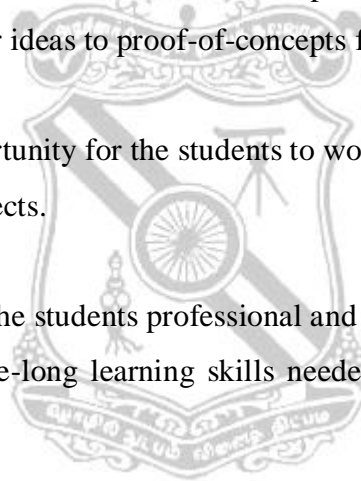 r ideas to proof-of-concepts f
rtunity for the students to wo
ects.
he students professional and
e-long learning skills neede